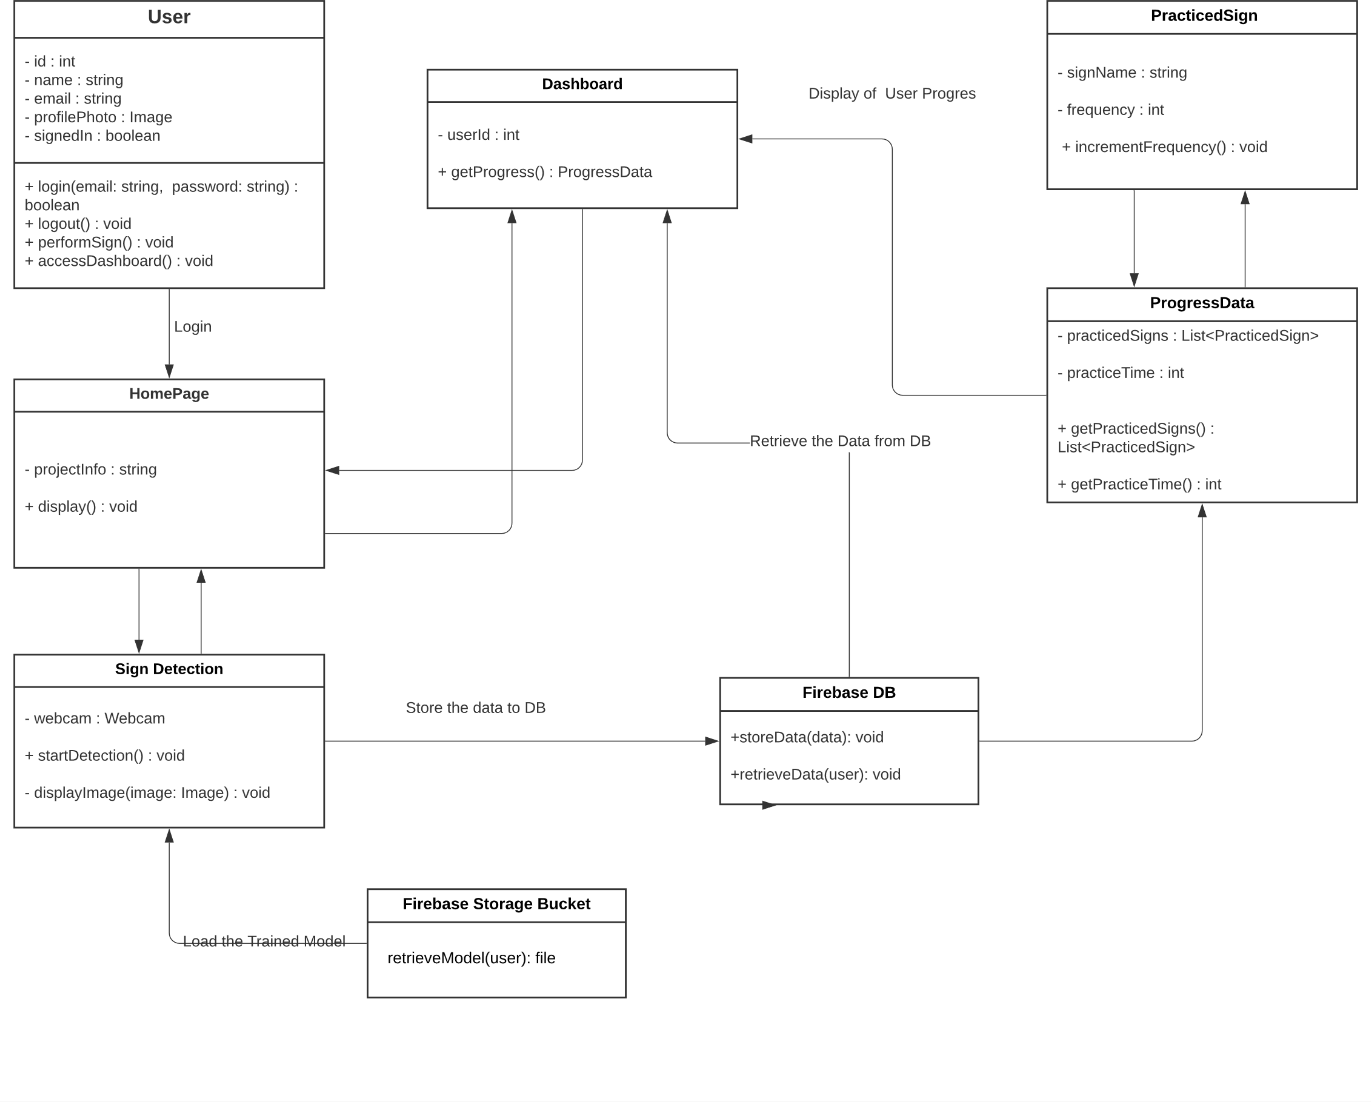 User
- id : int
- name : string
- email : string
- profilePhoto : Image
- signedIn : boolean
+ login(email: string,  password: string) :
boolean
+ logout() : void
+ performSign() : void
+ accessDashboard() : void
Login
HomePage
- projectInfo : string
+ display() : void
Sign Detection
- webcam : Webcam
+ startDetection() : void
- displayImage(image: Image) : void
Load the Trained Model
Firebase Storage Bucket
retrieveModel(user): file
Dashboard
- userId : int
+ getProgress() : ProgressData
Display of  User Progres
Retrieve the Data from DB
Store the data to DB
Firebase DB
+storeData(data): void
+retrieveData(user): void
PracticedSign
- signName : string
- frequency : int
+ incrementFrequency() : void
ProgressData
- practicedSigns : List<PracticedSign>
- practiceTime : int
+ getPracticedSigns() :
List<PracticedSign>
+ getPracticeTime() : int